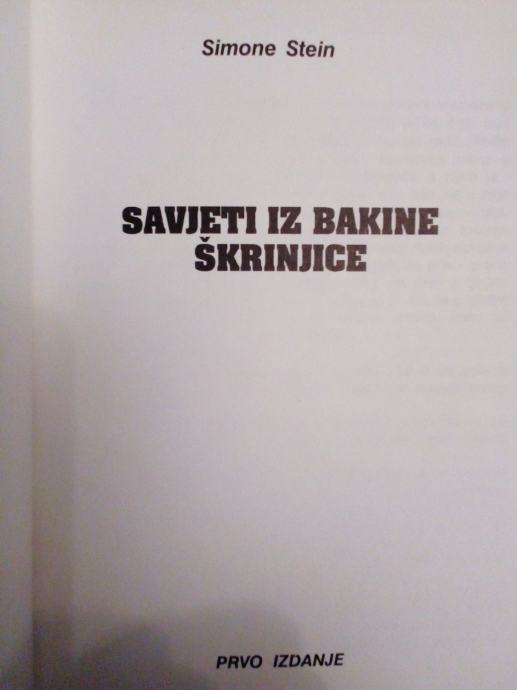 Simone Stein
SAVJETI IZ BAKINE
ŠKRINJICE
PRVO IZDANJE